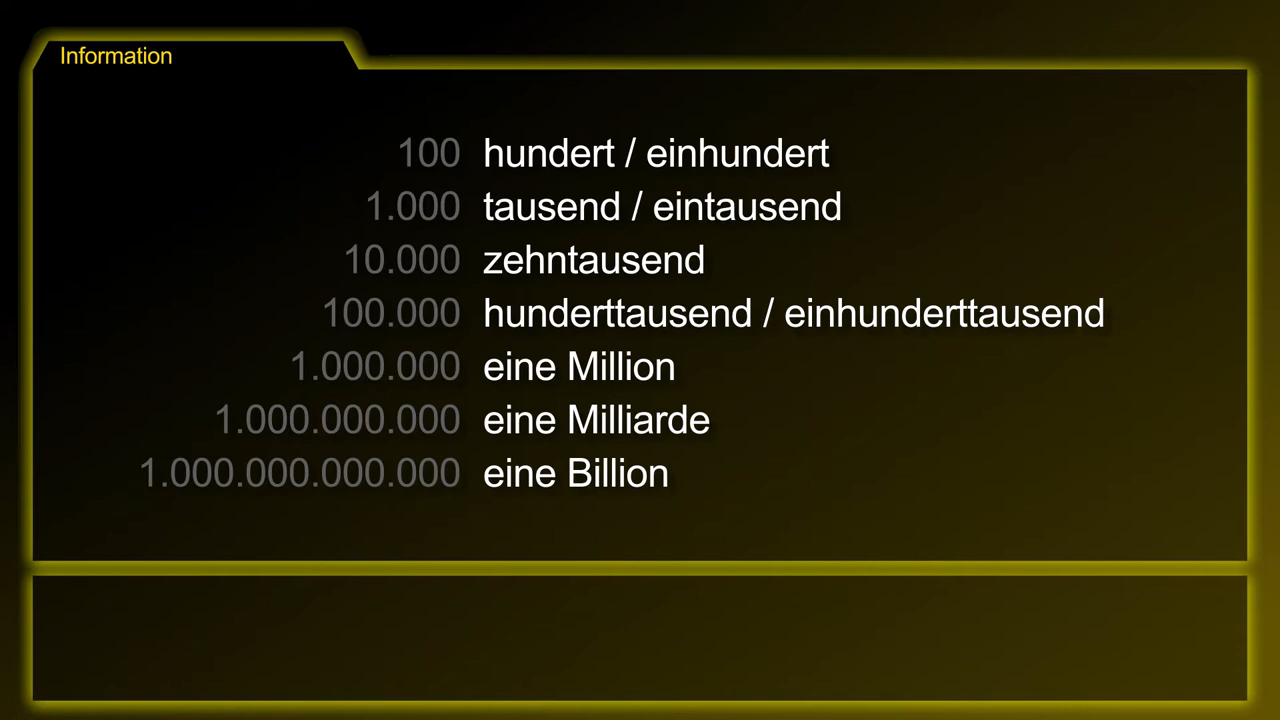 Information
100 hundert / einhundert
1.000 tausend / eintausend
10.000 zehntausend
100.000 hunderttausend / einhunderttausend
1.000.000 eine Million
1.000.000.000 eine Milliarde
1.000.000.000.000 eine Billion